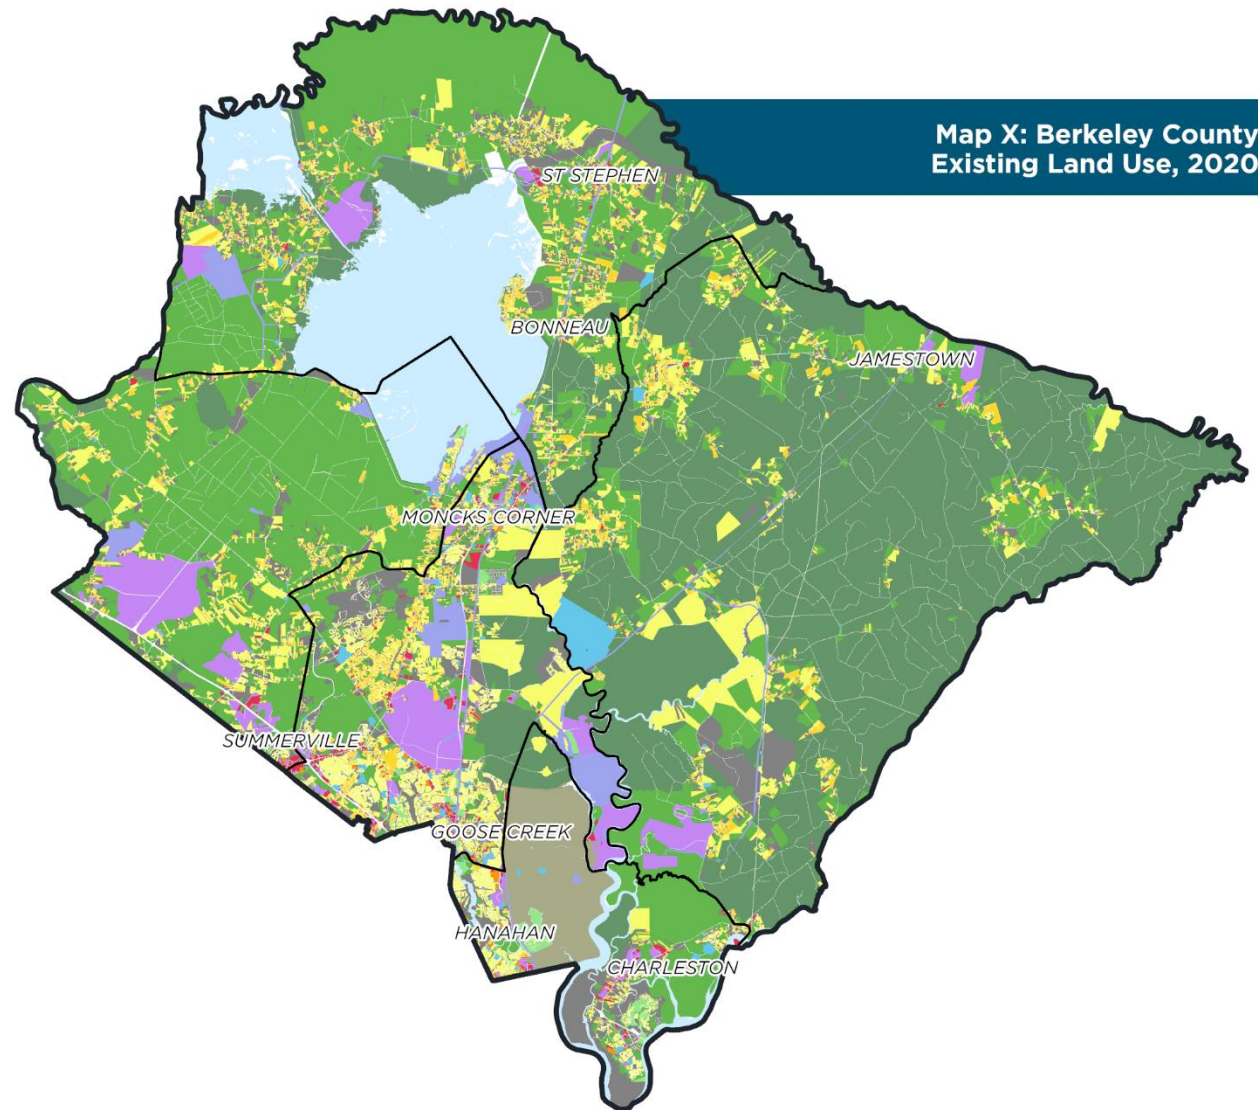 Map X: Berkeley County
Existing Land Use, 2020
ST STEPHEN
BONNEAU
JAMESTOWN
MONCKS CORNER
SUMMERVILLE
GOOSE CREEK
HANAHAN
CHARLESTON